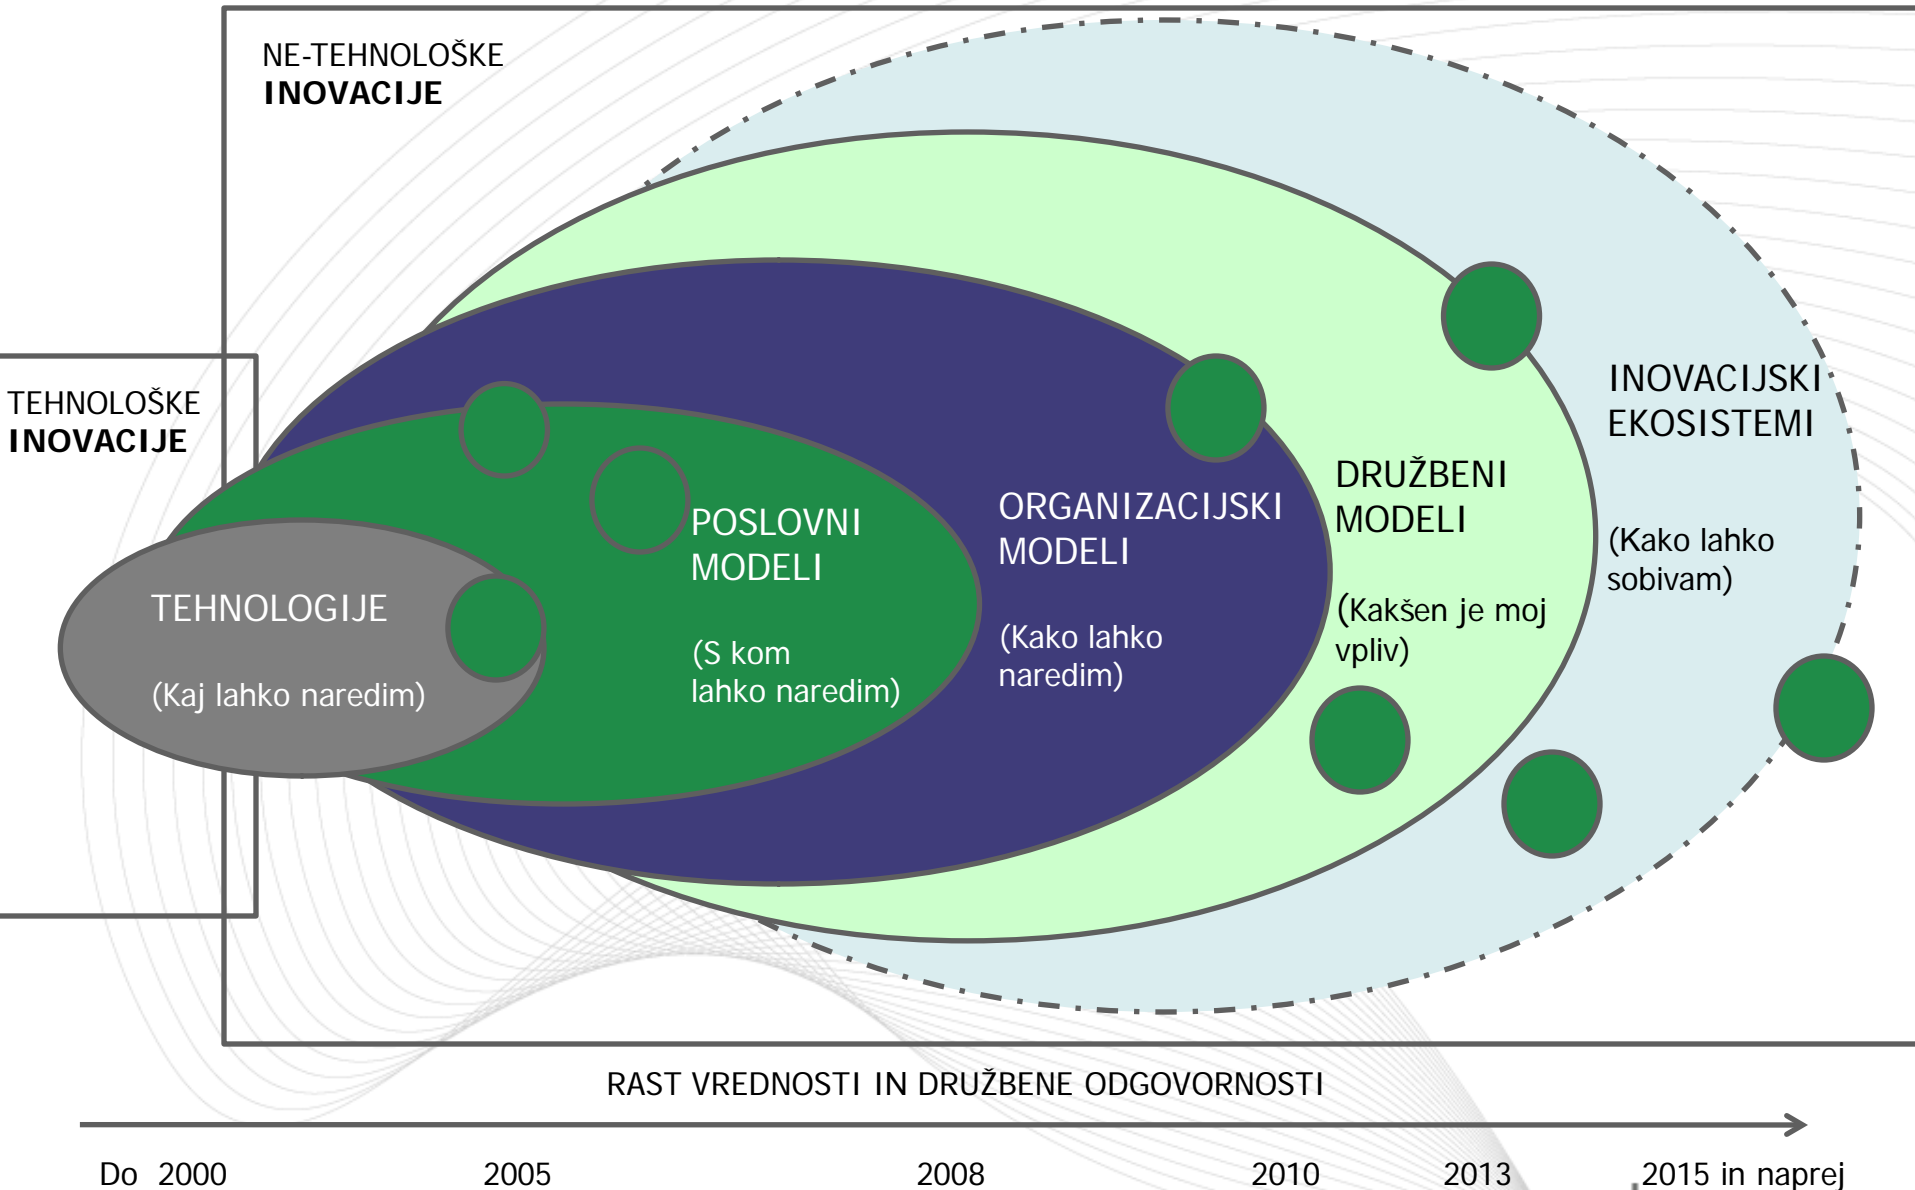 NE-TEHNOLOŠKE
INOVACIJE
TEHNOLOŠKE
INOVACIJE
TEHNOLOGIJE
(Kaj lahko naredim)
POSLOVNI
MODELI
(S kom
lahko naredim)
ORGANIZACIJSKI
MODELI
(Kako lahko
naredim)
DRUŽBENI
MODELI
(Kakšen je moj
vpliv)
INOVACIJSKI
EKOSISTEMI
(Kako lahko
sobivam)
RAST VREDNOSTI IN DRUŽBENE ODGOVORNOSTI
Do 2000 2005 2008 2010 2013 2015 in naprej